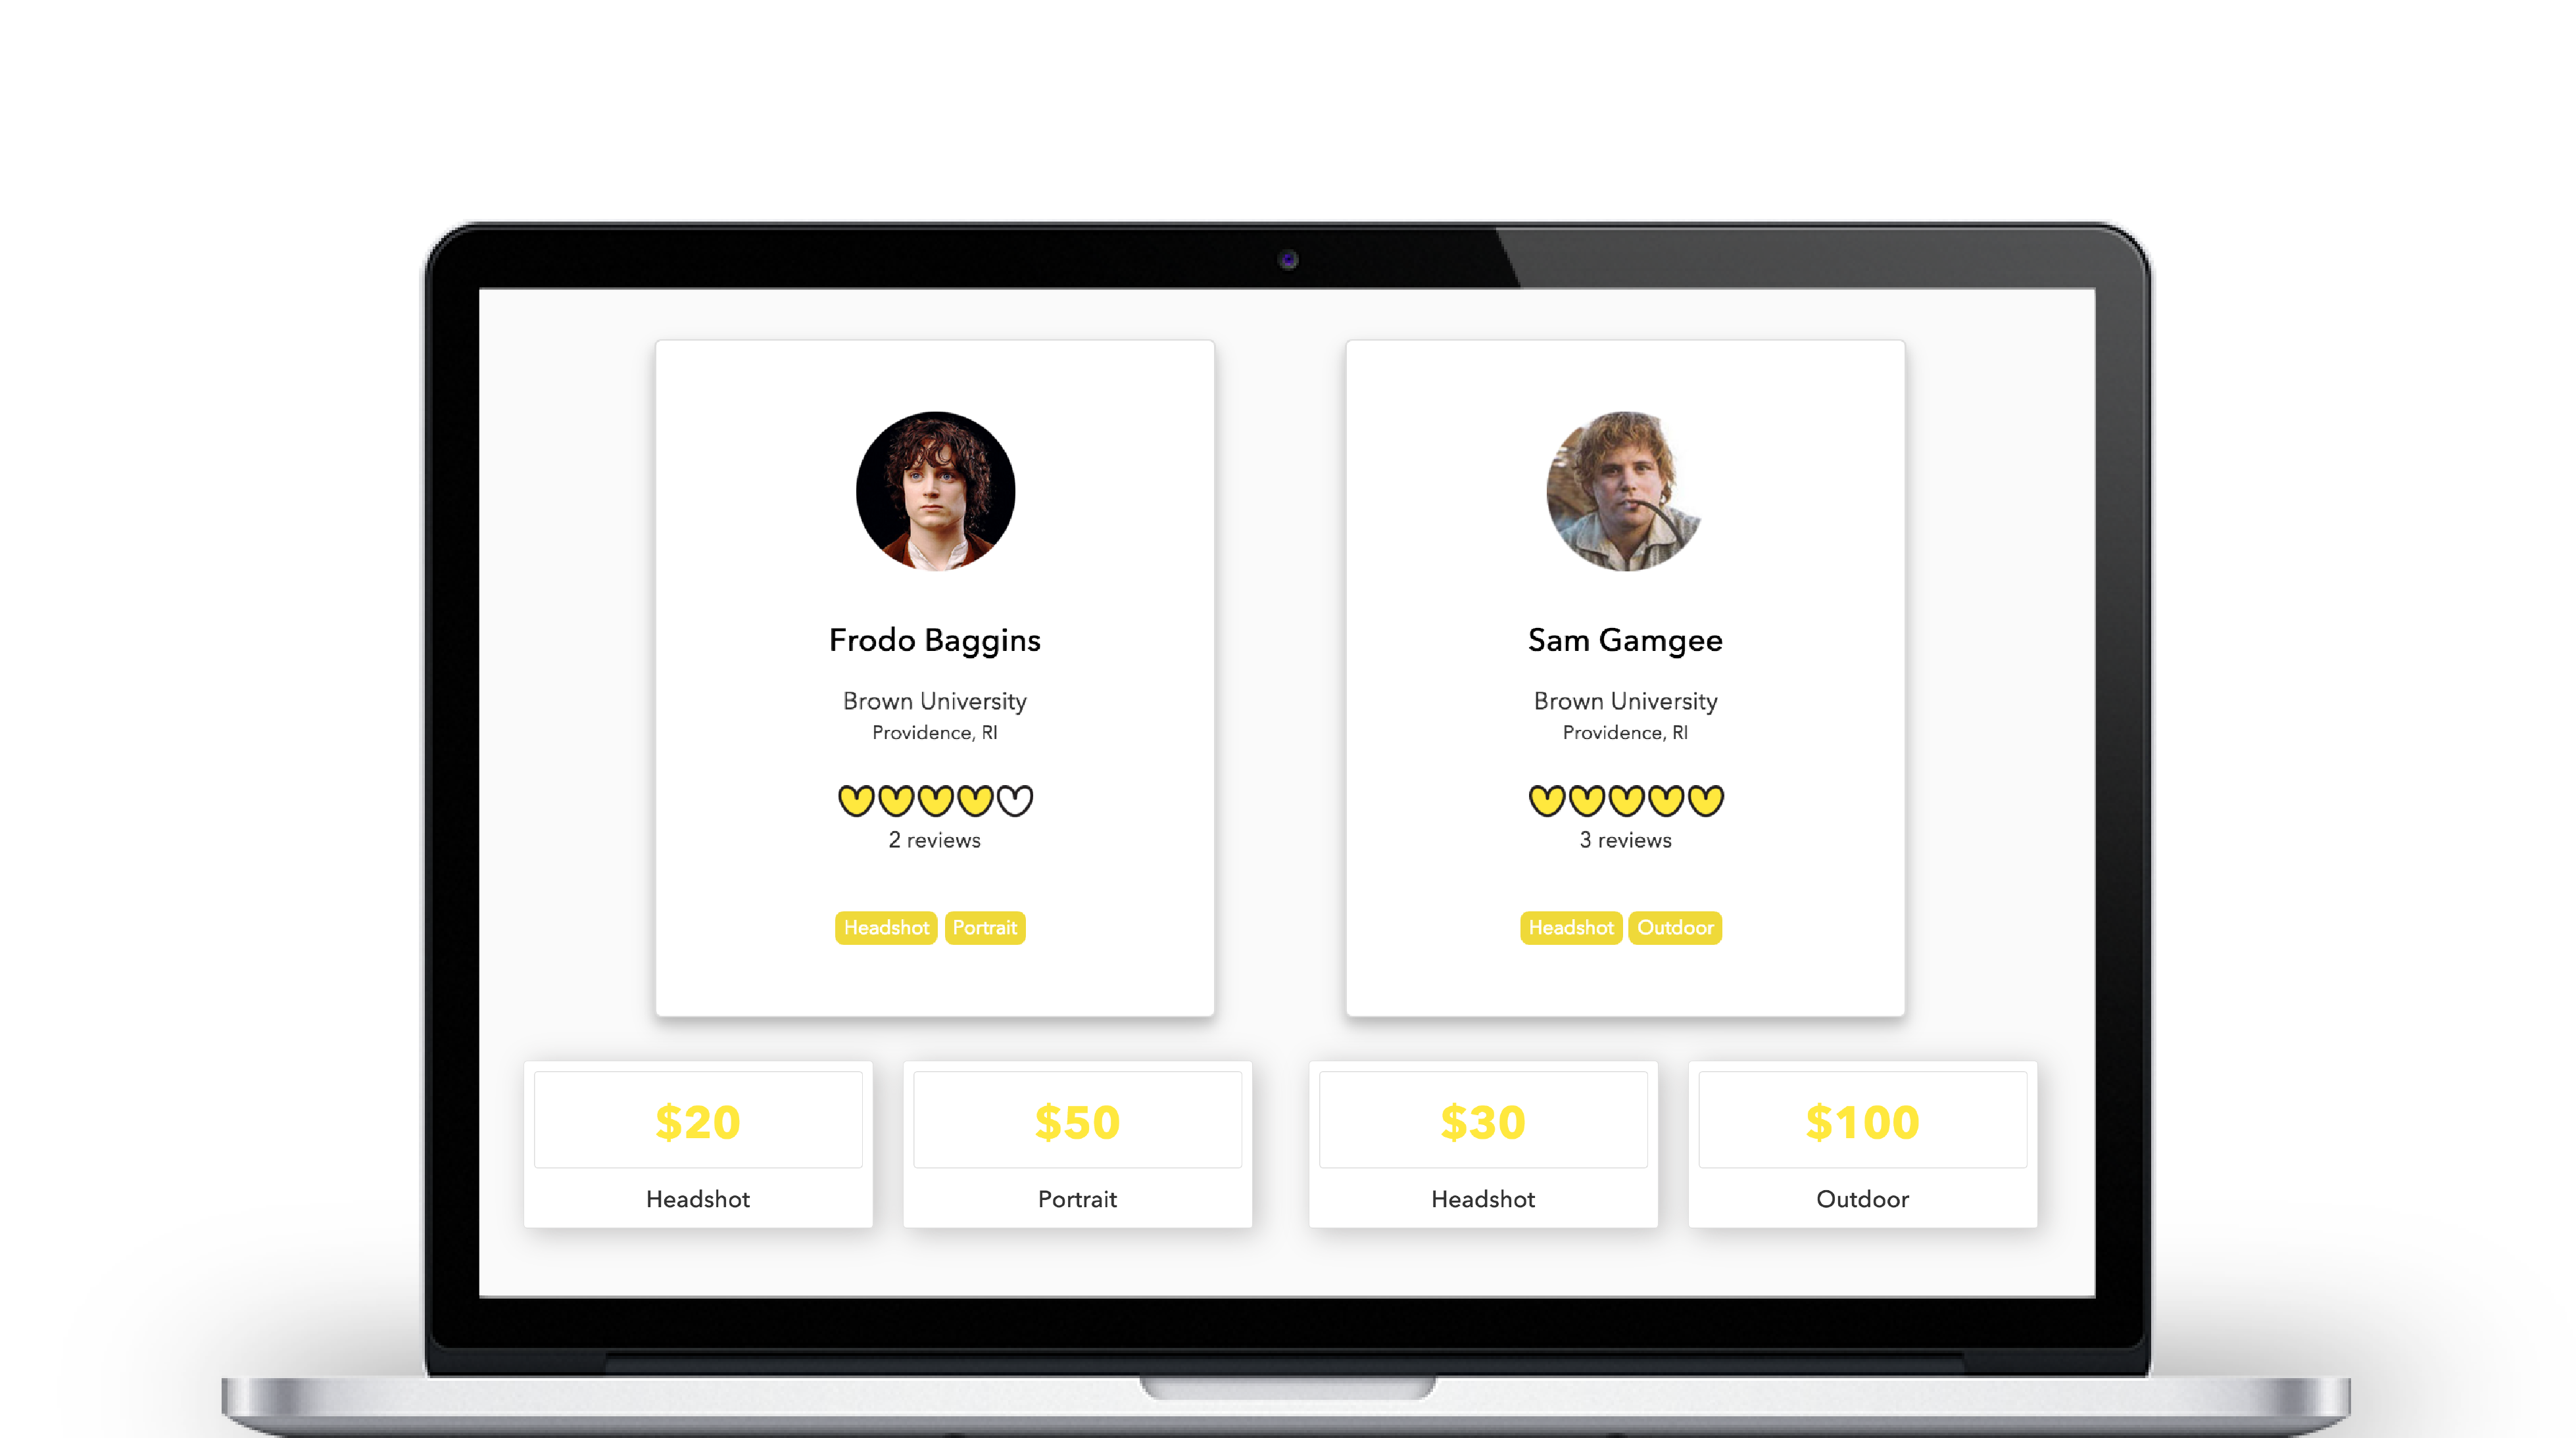 Frodo Baggins
Brown University
Providence, RI
2 reviews
Headshot Portrait
Sam Gamgee
Brown University
Providence, RI
3 reviews
Headshot Outdoor
$20
Headshot
$50
Portrait
$30
Headshot
$100
Outdoor